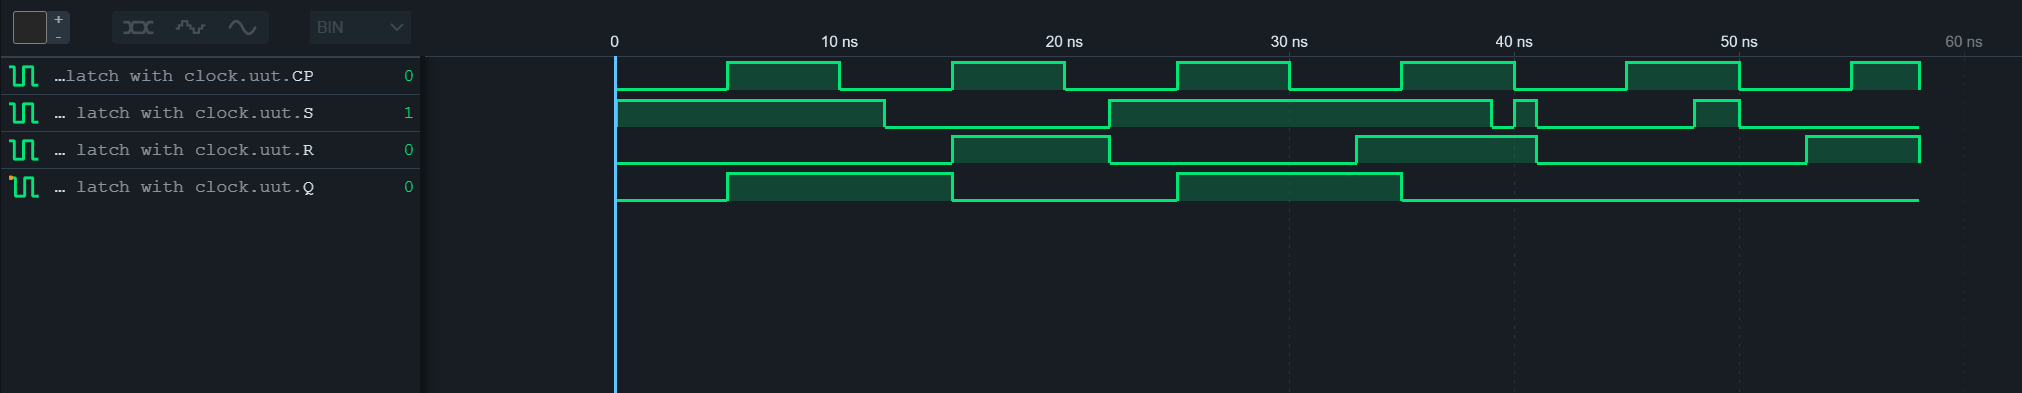 +
-
BIN
0 10 ns 20 ns 30 ns 40 ns 50 ns 60 ns
…latch with clock.uut.CP 0
… latch with clock.uut.S 1
… latch with clock.uut.R 0
… latch with clock.uut.Q 0